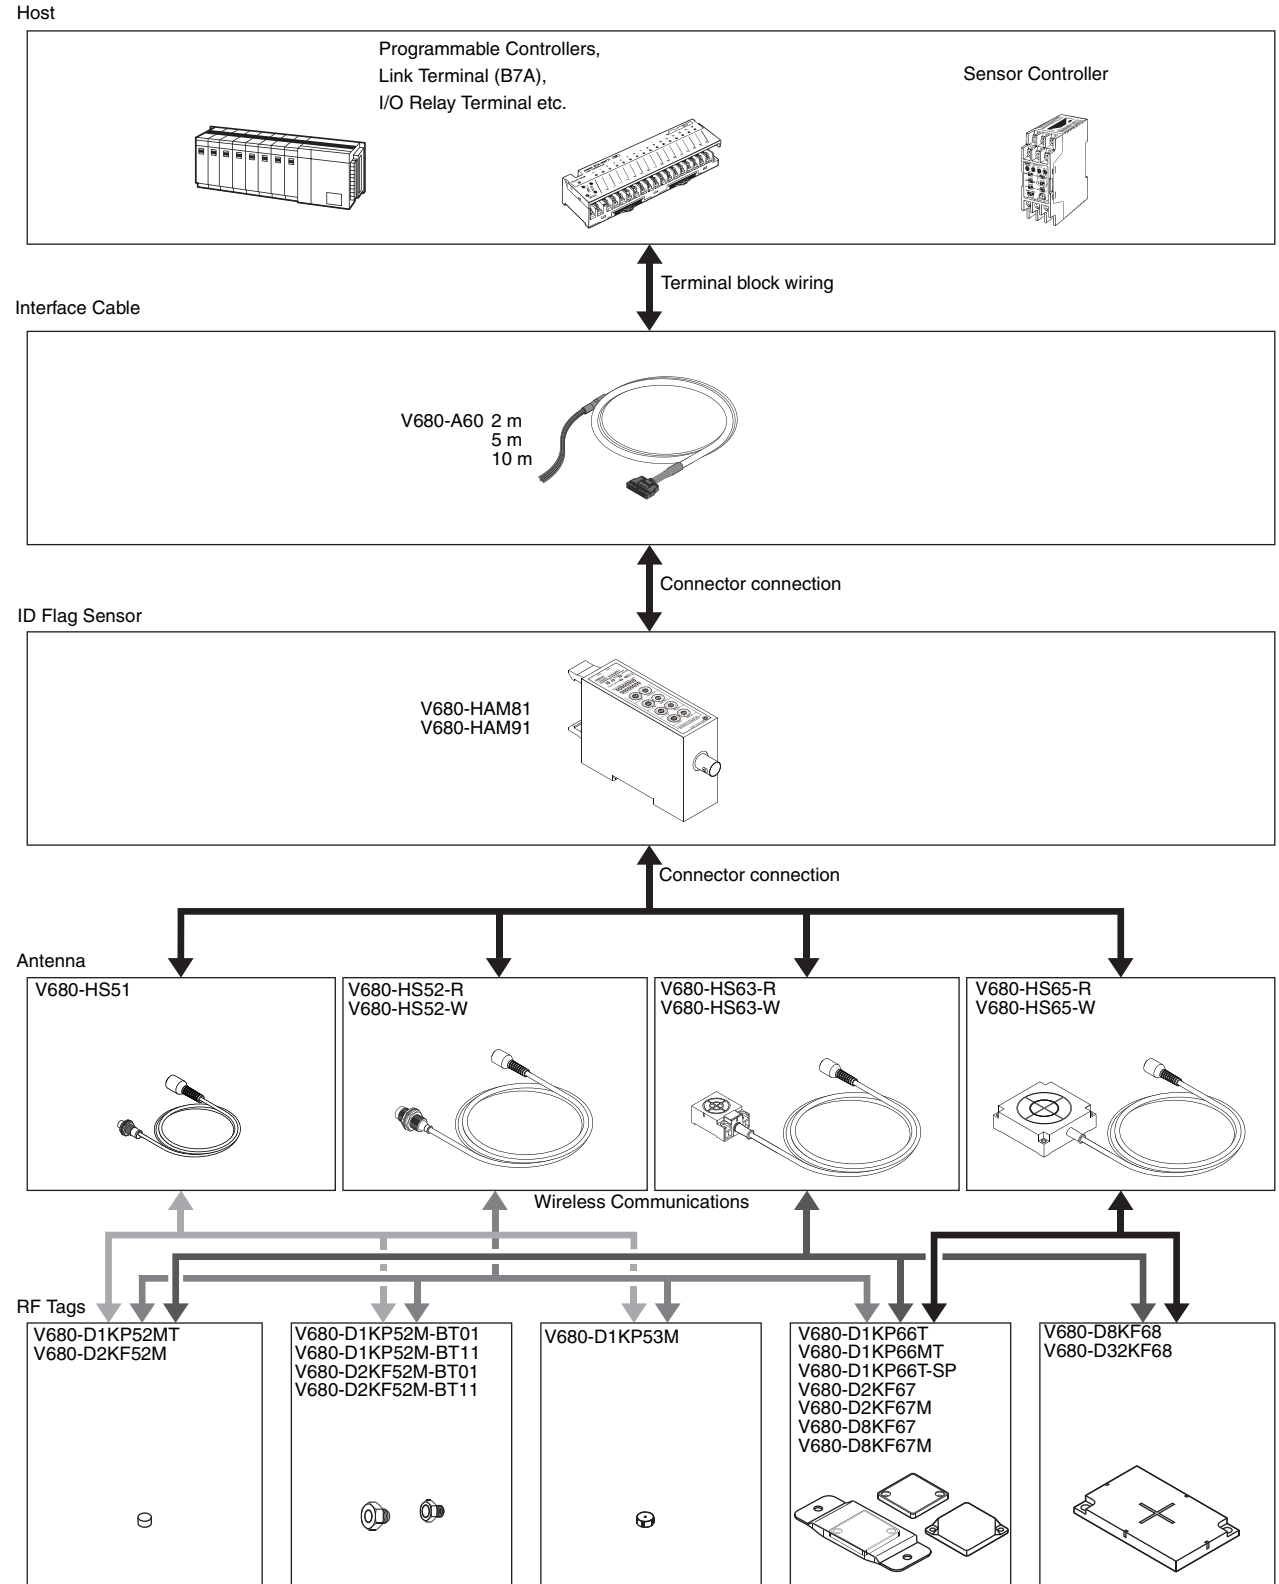 Host
Programmable Controllers,
Link Terminal (B7A),
I/O Relay Terminal etc.
Sensor Controller
Terminal block wiring
Interface Cable
V680-A60 2 m
5 m
10 m
Connector connection
ID Flag Sensor
V680-HAM81
V680-HAM91
Connector connection
Antenna
V680-HS51
V680-HS52-R
V680-HS52-W
V680-HS63-R
V680-HS63-W
V680-HS65-R
V680-HS65-W
Wireless Communications
RF Tags
V680-D1KP52MT
V680-D2KF52M
V680-D1KP52M-BT01
V680-D1KP52M-BT11
V680-D2KF52M-BT01
V680-D2KF52M-BT11
V680-D1KP53M
V680-D1KP66T
V680-D1KP66MT
V680-D1KP66T-SP
V680-D2KF67
V680-D2KF67M
V680-D8KF67
V680-D8KF67M
V680-D8KF68
V680-D32KF68